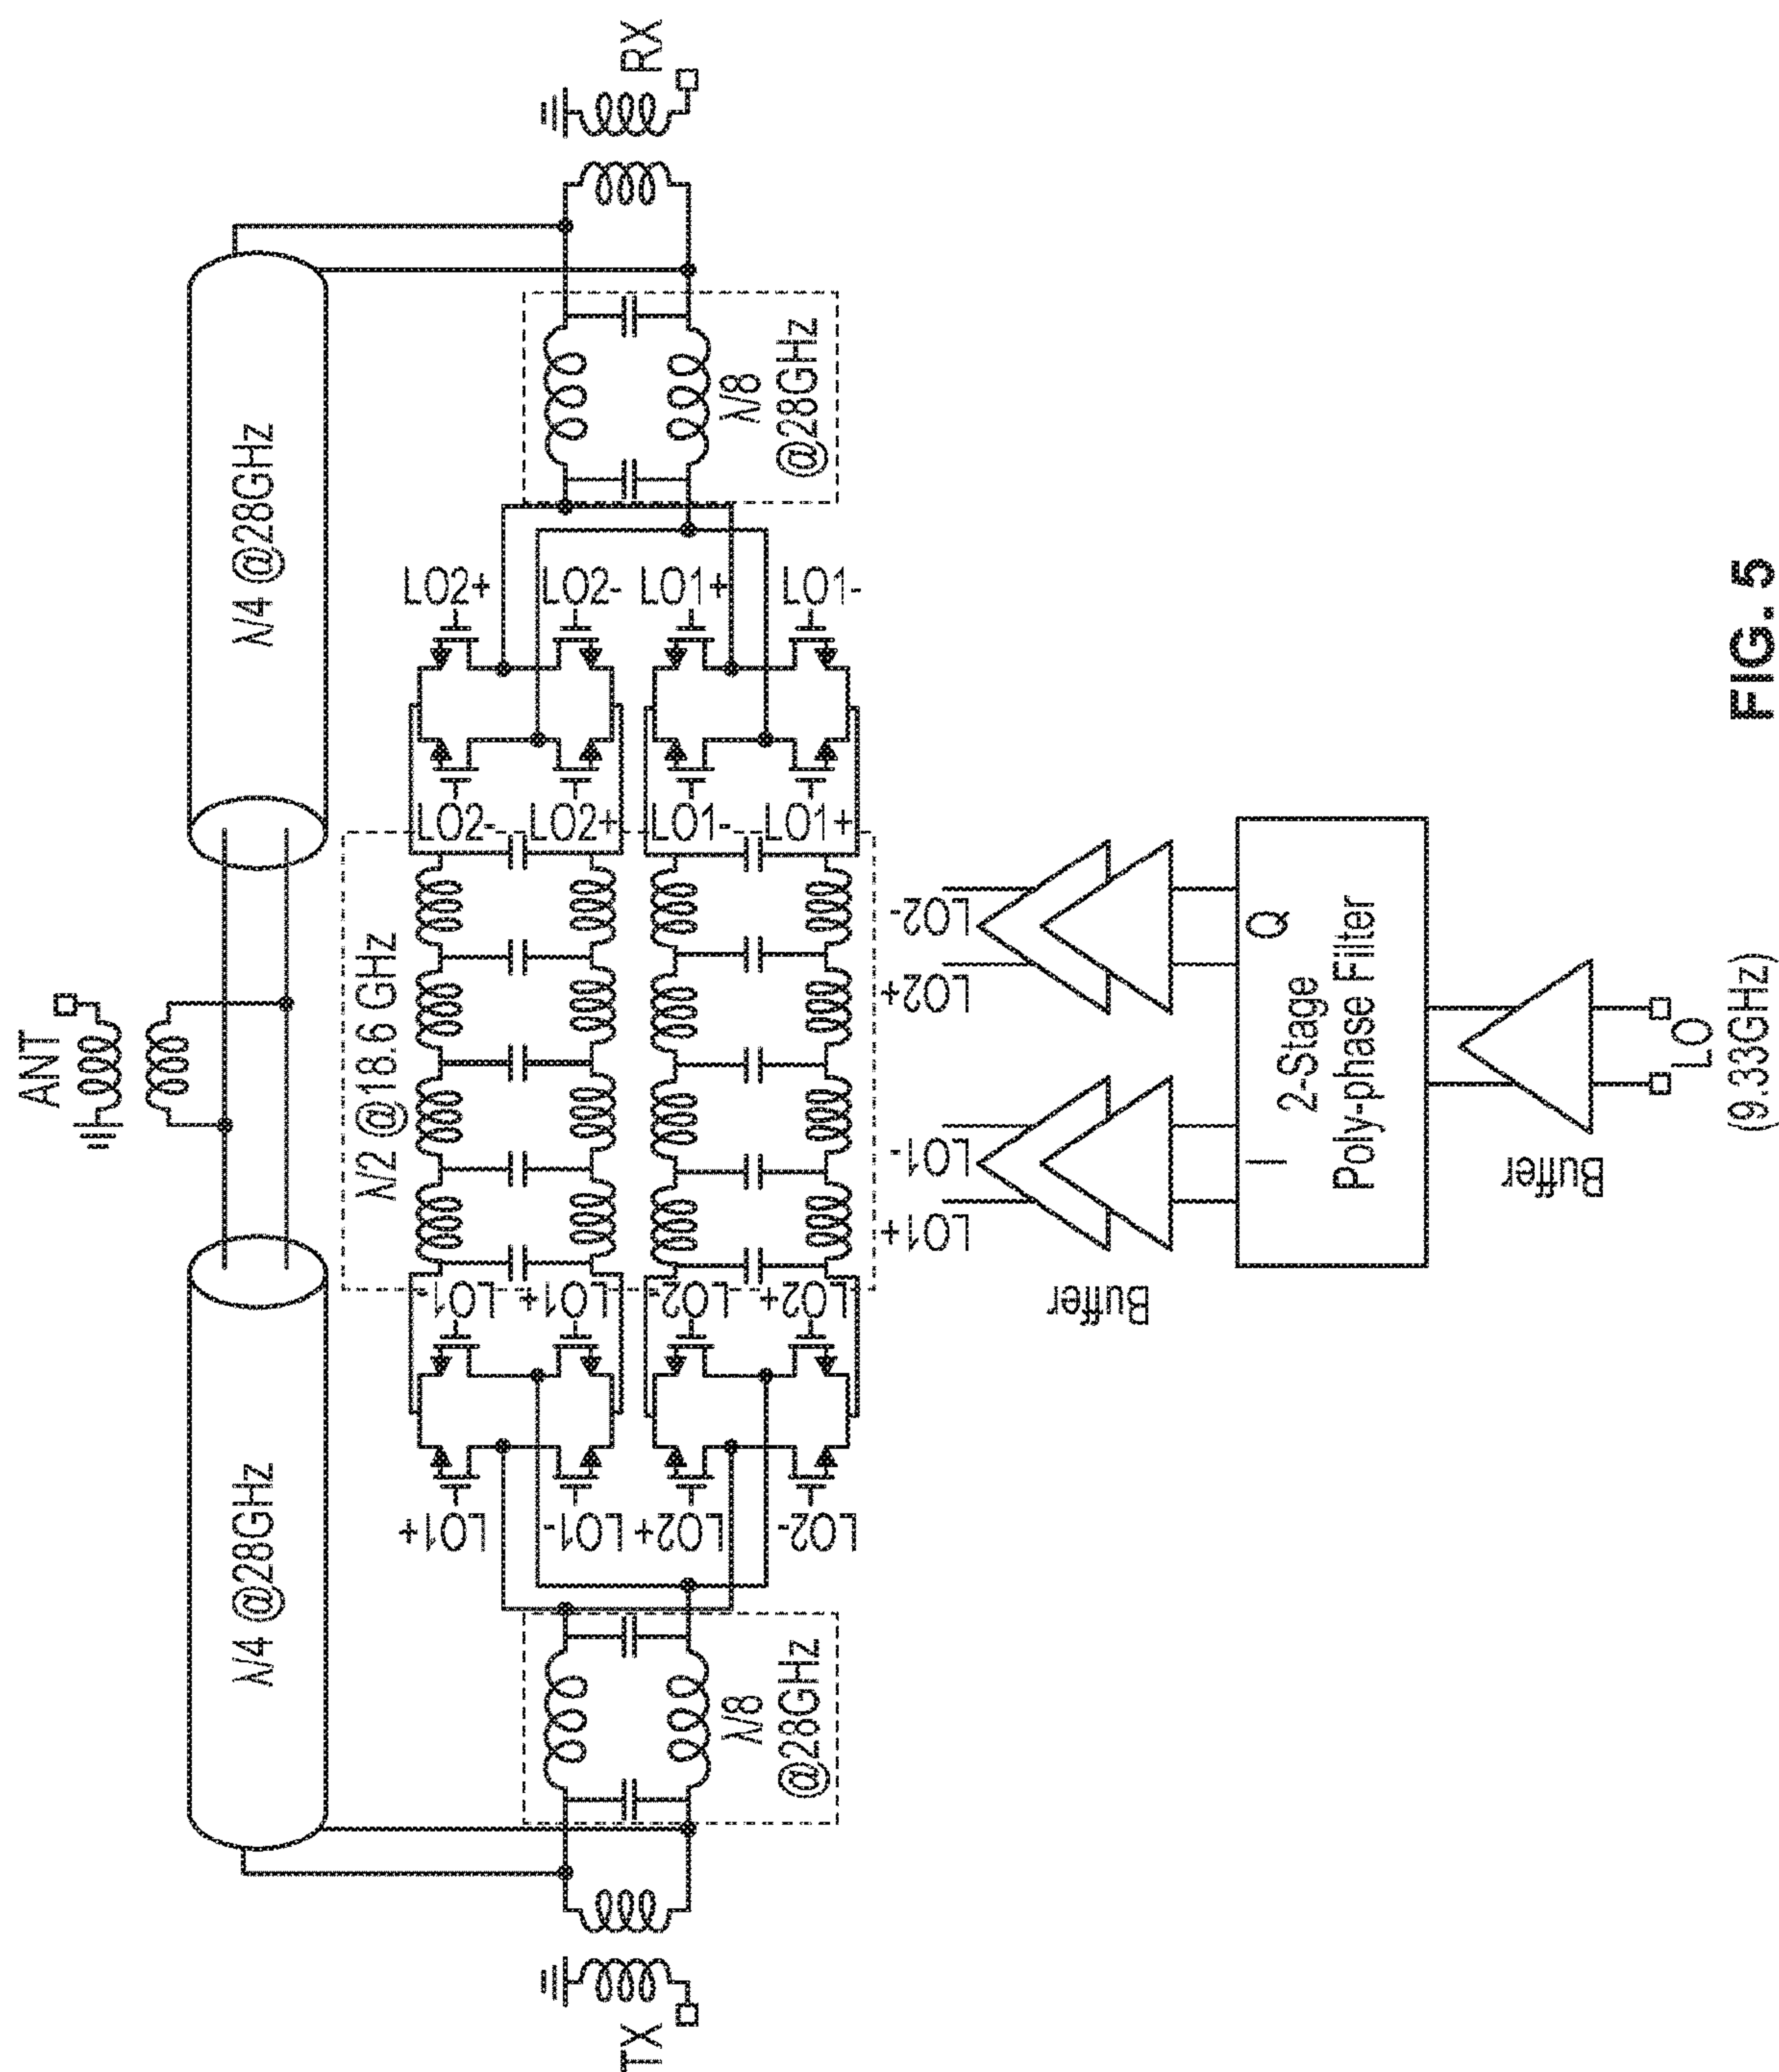 ANT
λ/4 @28GHz
λ/4 @28GHz
λ/2 @18.6 GHz
LO1+
LO1-
LO2-
LO2+
LO1-
LO1+
LO2+
LO2-
LO2+
LO2-
LO1+
LO1-
LO2-
LO2+
LO1-
LO1+
TX
RX
λ/8
@28GHz
λ/8
@28GHz
LO1+
LO1-
LO2+
LO2-
Buffer
I
Q
2-Stage
Poly-phase Filter
Buffer
LO
(9.33GHz)
FIG. 5